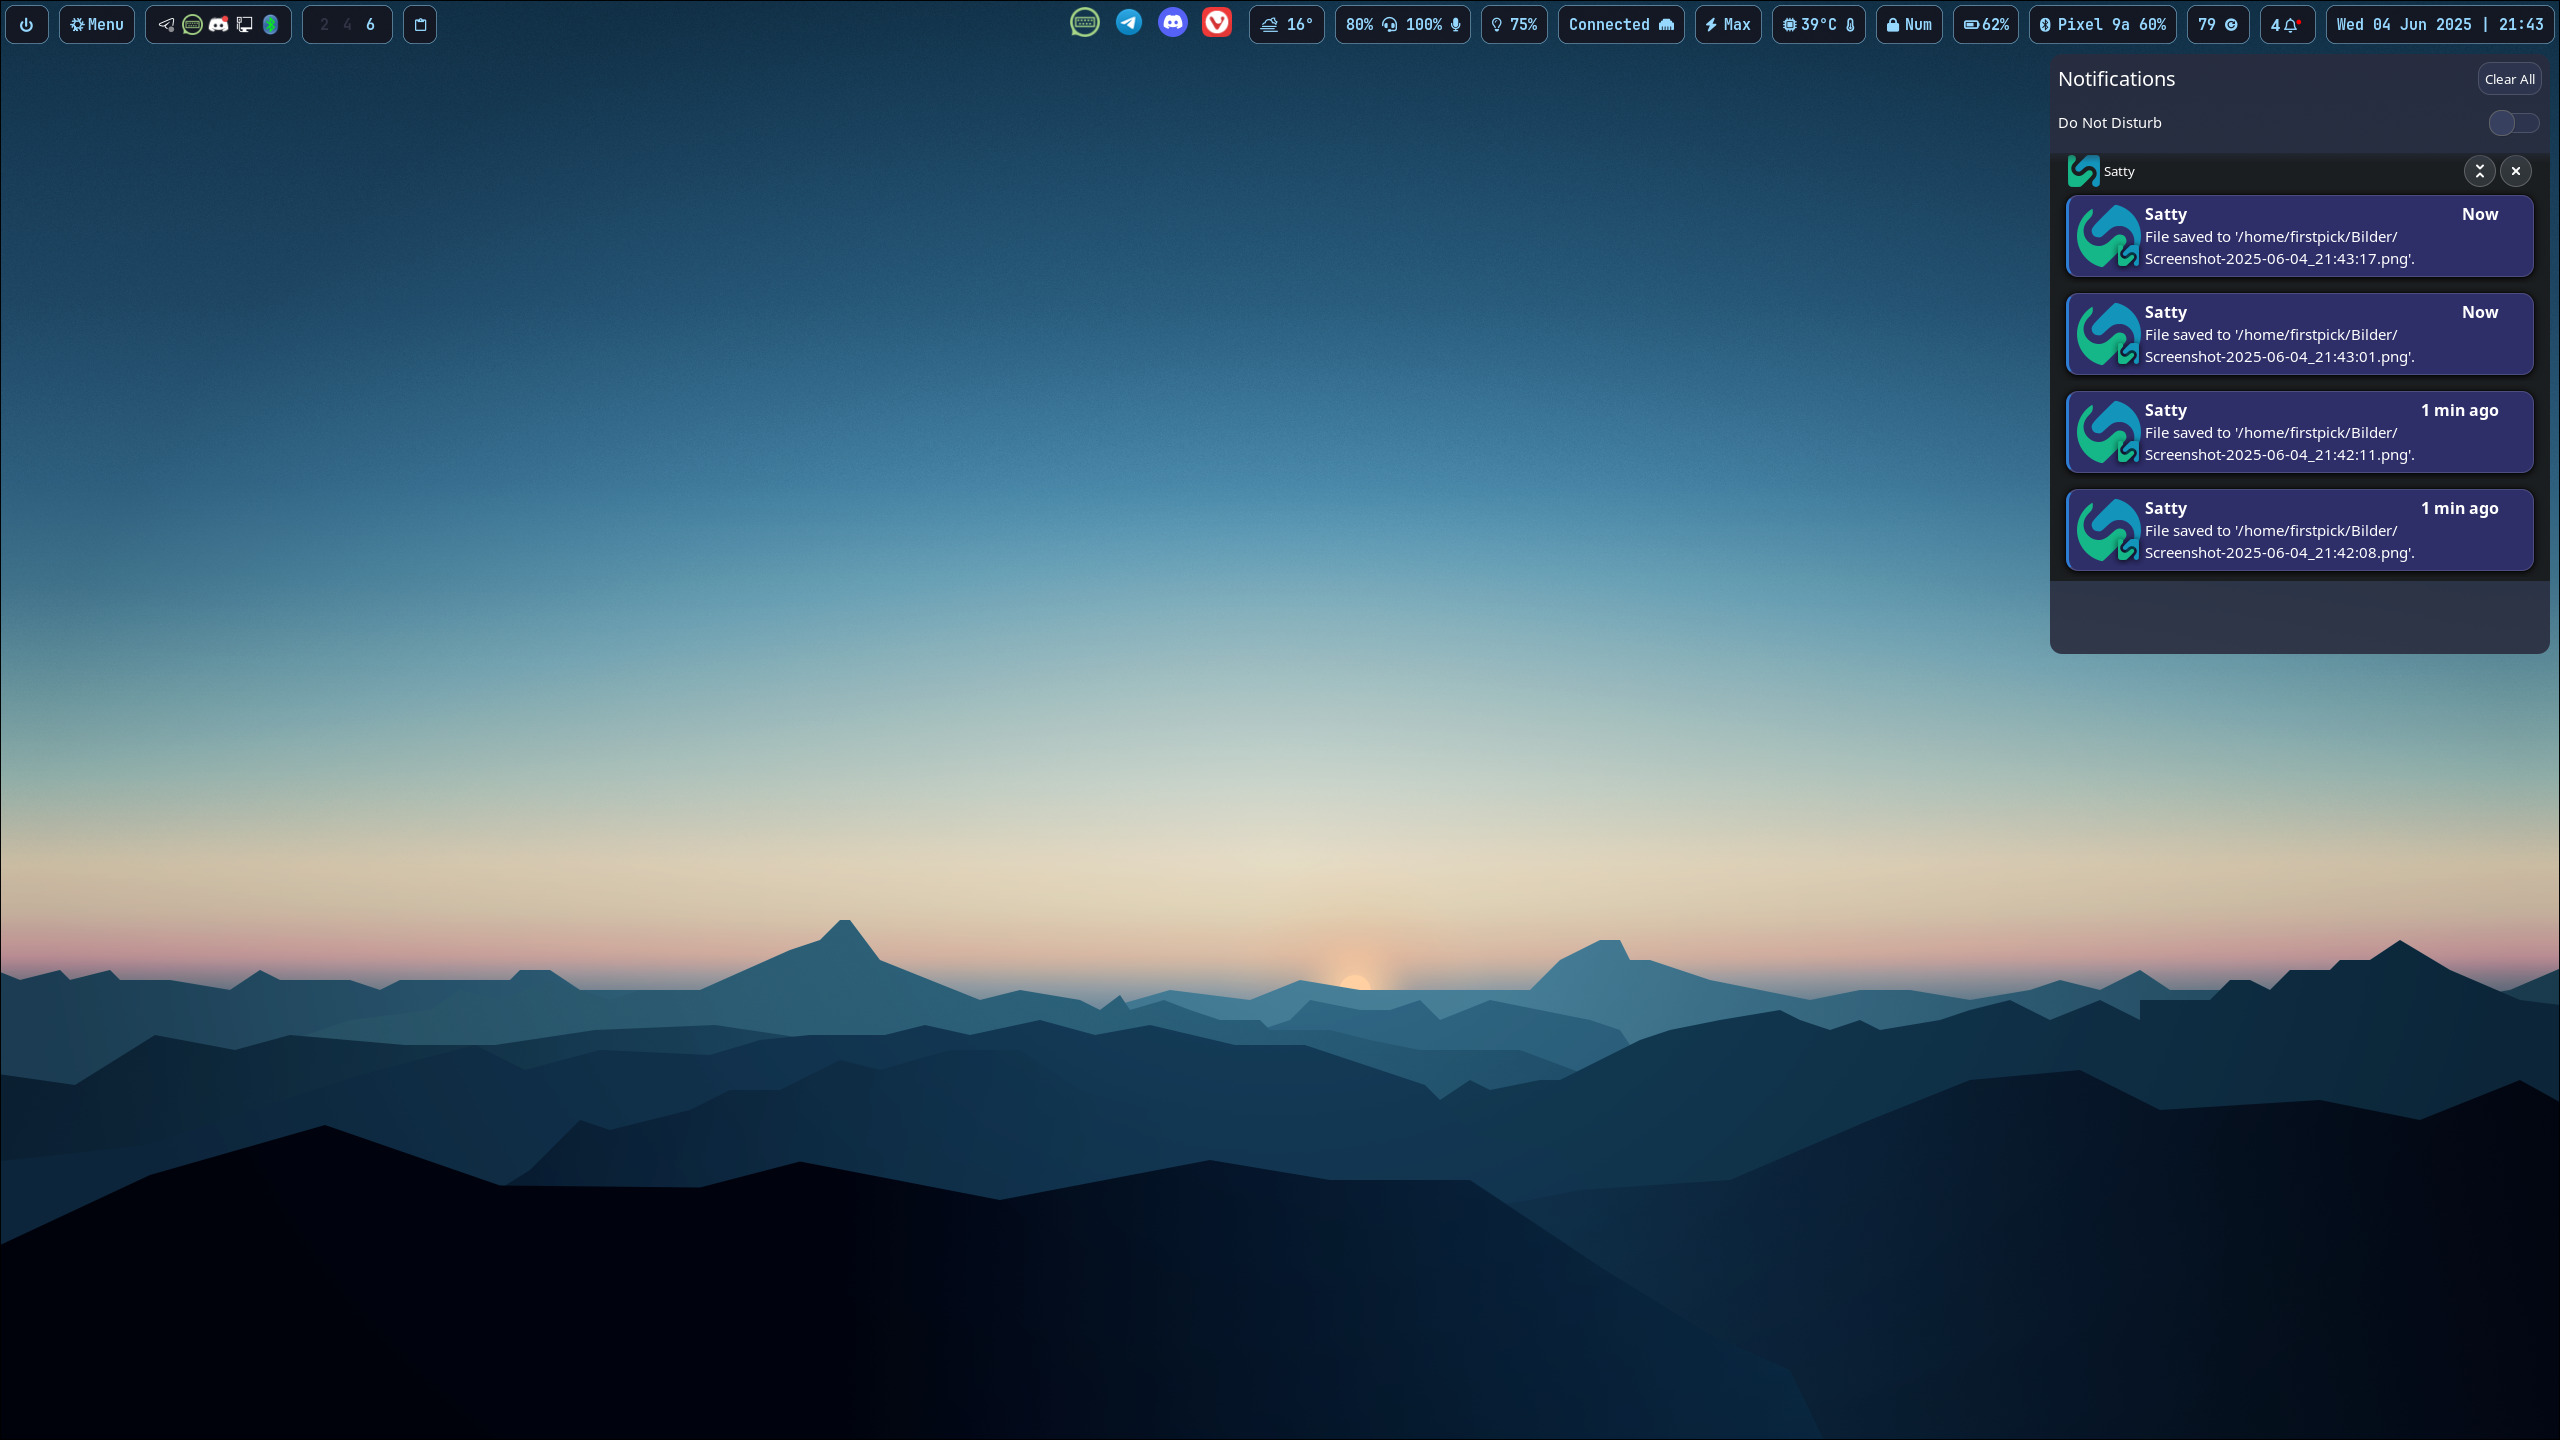 Menu
2 4 6
16°
80% 100%
75%
Connected
Max
39°C
Num
62%
Pixel 9a 60%
79
4
Wed 04 Jun 2025 | 21:43
Notifications
Clear All
Do Not Disturb
Satty
Satty Now
File saved to '/home/firstpick/Bilder/
Screenshot-2025-06-04_21:43:17.png'.
Satty Now
File saved to '/home/firstpick/Bilder/
Screenshot-2025-06-04_21:43:01.png'.
Satty 1 min ago
File saved to '/home/firstpick/Bilder/
Screenshot-2025-06-04_21:42:11.png'.
Satty 1 min ago
File saved to '/home/firstpick/Bilder/
Screenshot-2025-06-04_21:42:08.png'.